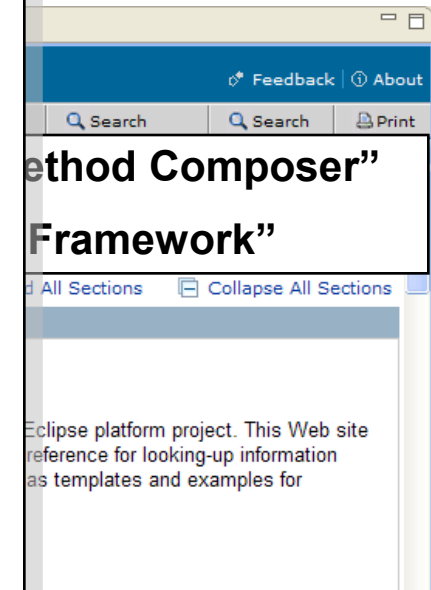 Feedback | About
Search Search Print
ethod Composer”
Framework”
d All Sections Collapse All Sections
Eclipse platform project. This Web site
reference for looking-up information
as templates and examples for